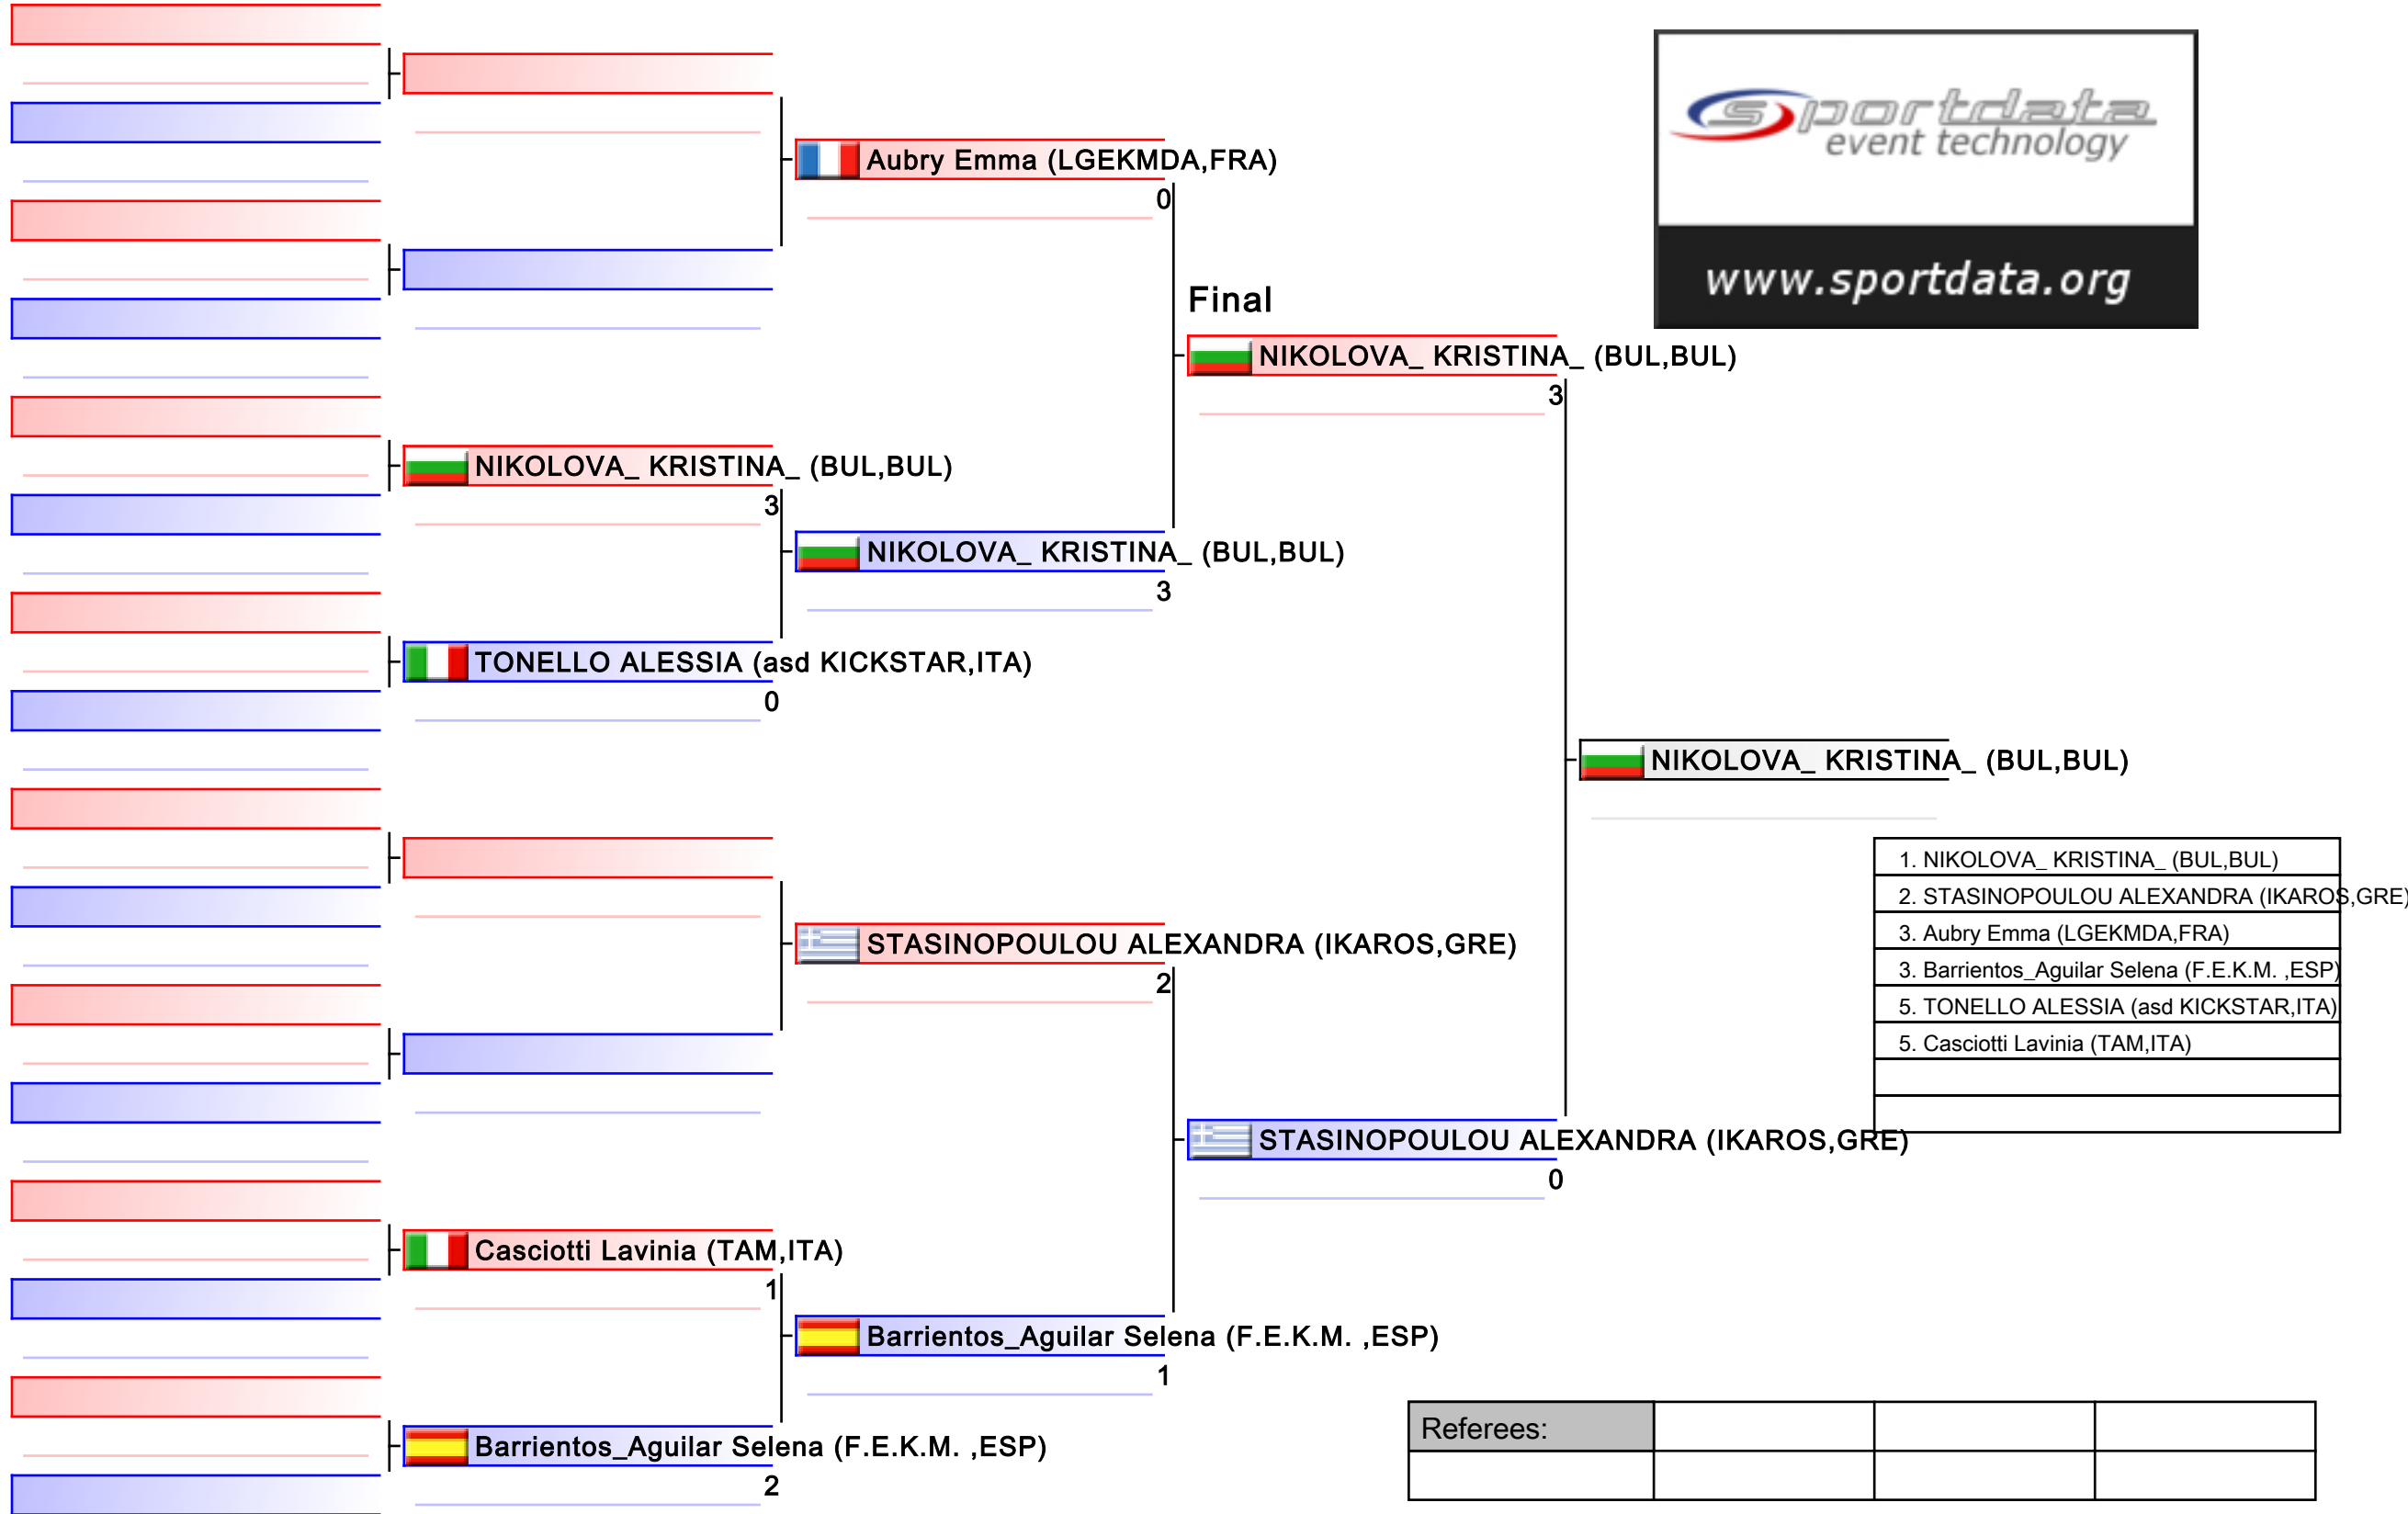 sportdata
event technology
www.sportdata.org
Aubry Emma (LGEKMDA,FRA)
0
Final
NIKOLOVA_ KRISTINA_ (BUL,BUL)
3
NIKOLOVA_ KRISTINA_ (BUL,BUL)
3
NIKOLOVA_ KRISTINA_ (BUL,BUL)
3
TONELLO ALESSIA (asd KICKSTAR,ITA)
0
NIKOLOVA_ KRISTINA_ (BUL,BUL)
1. NIKOLOVA_ KRISTINA_ (BUL,BUL)
2. STASINOPOULOU ALEXANDRA (IKAROS,GRE)
3. Aubry Emma (LGEKMDA,FRA)
3. Barrientos_Aguilar Selena (F.E.K.M. ,ESP)
5. TONELLO ALESSIA (asd KICKSTAR,ITA)
5. Casciotti Lavinia (TAM,ITA)
STASINOPOULOU ALEXANDRA (IKAROS,GRE)
2
STASINOPOULOU ALEXANDRA (IKAROS,GRE)
0
Casciotti Lavinia (TAM,ITA)
1
Barrientos_Aguilar Selena (F.E.K.M. ,ESP)
1
Barrientos_Aguilar Selena (F.E.K.M. ,ESP)
2
Referees: